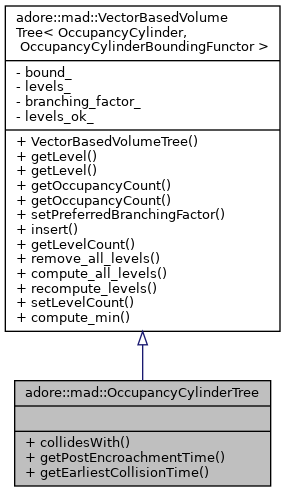 adore::mad::VectorBasedVolume
Tree< OccupancyCylinder,
OccupancyCylinderBoundingFunctor >
- bound_
- levels_
- branching_factor_
- levels_ok_
+ VectorBasedVolumeTree()
+ getLevel()
+ getLevel()
+ getOccupancyCount()
+ getOccupancyCount()
+ setPreferredBranchingFactor()
+ insert()
+ getLevelCount()
+ remove_all_levels()
+ compute_all_levels()
+ recompute_levels()
+ setLevelCount()
+ compute_min()
adore::mad::OccupancyCylinderTree
+ collidesWith()
+ getPostEncroachmentTime()
+ getEarliestCollisionTime()